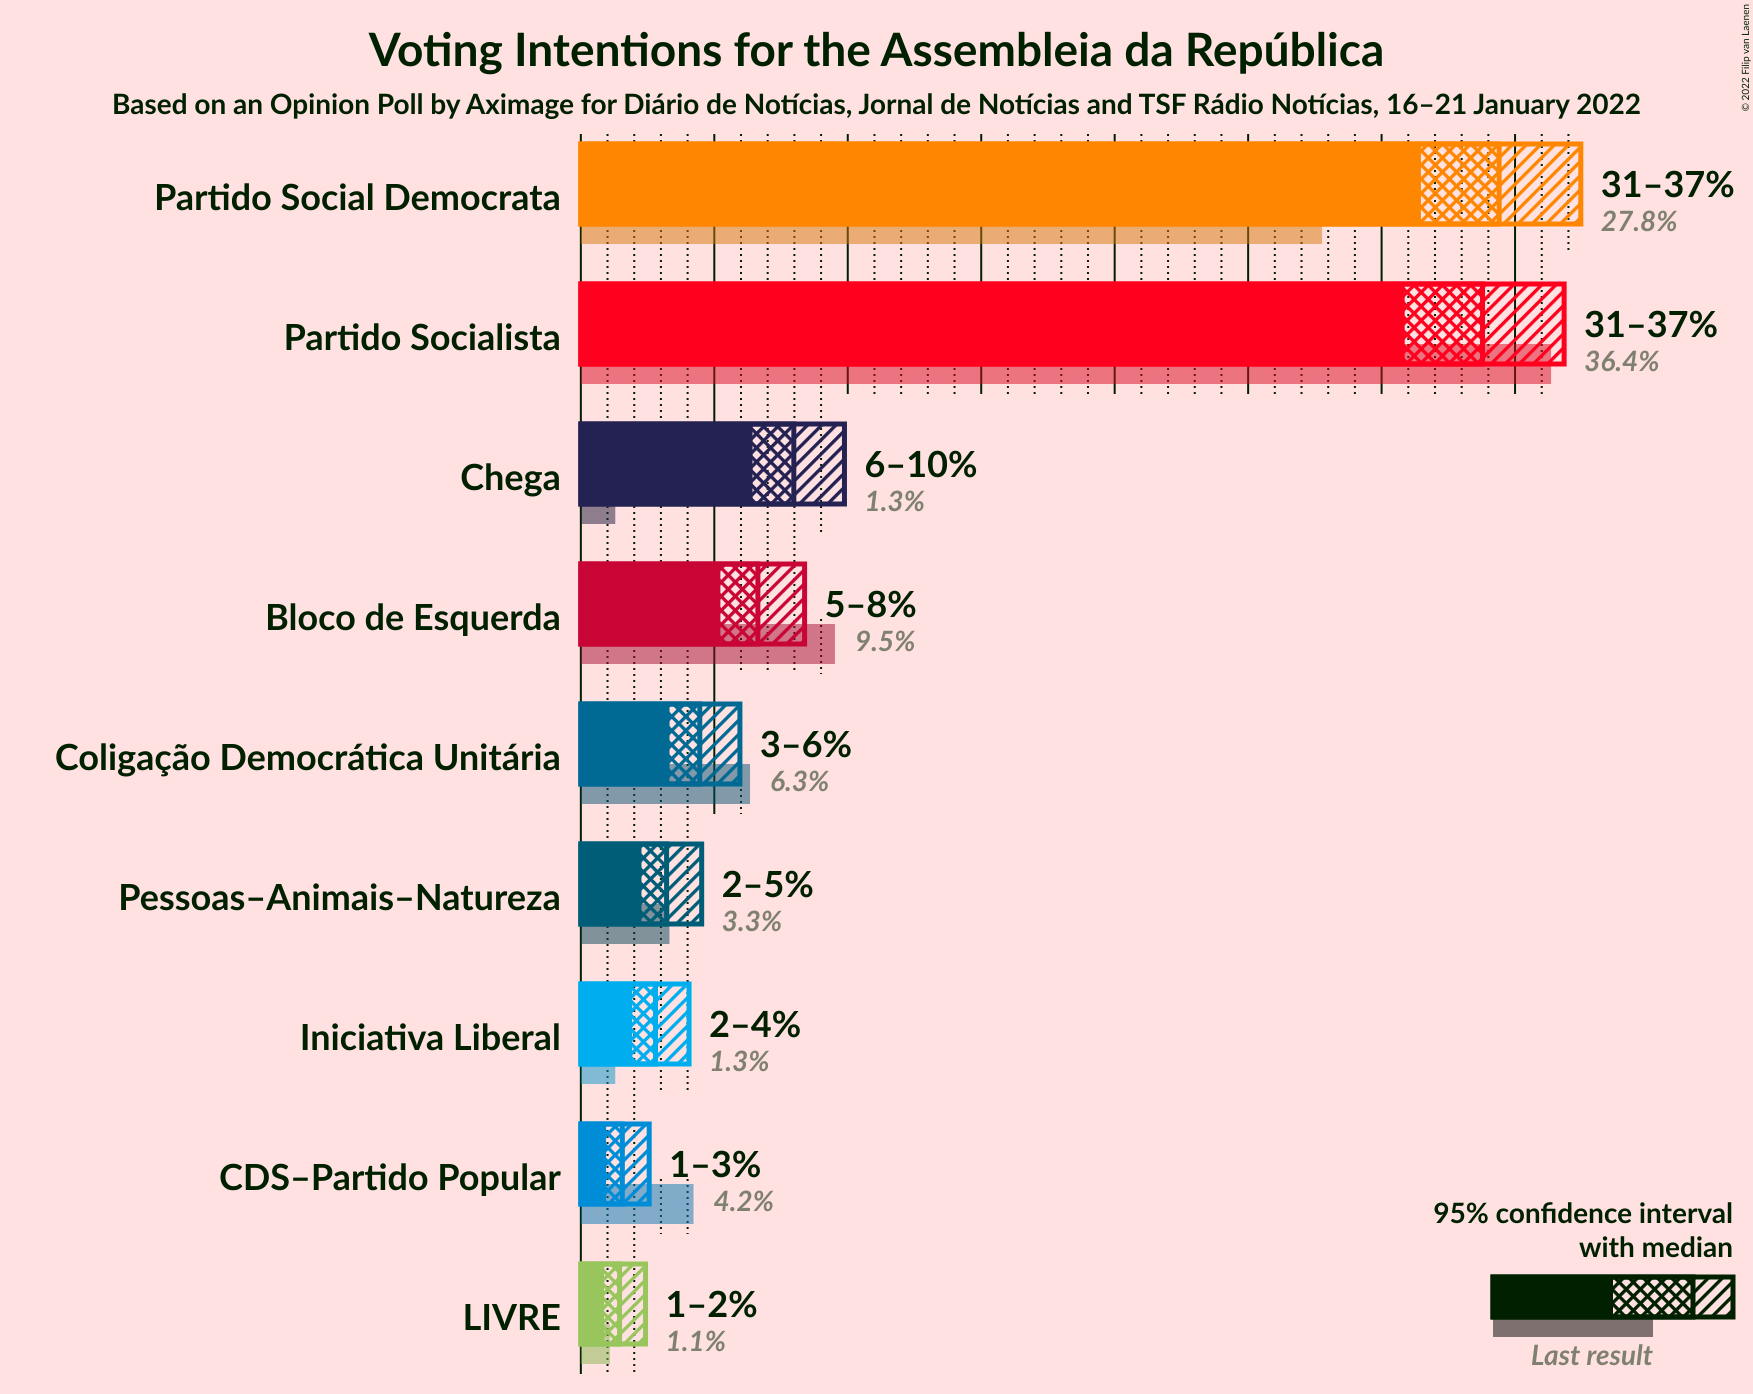 Voting Intentions for the Assembleia da República
Based on an Opinion Poll by Aximage for Diário de Notícias, Jornal de Notícias and TSF Rádio Notícias, 16–21 January 2022
© 2022 Filip van Laenen
Partido Social Democrata
31–37%
27.8%
Partido Socialista
31–37%
36.4%
Chega
6–10%
1.3%
Bloco de Esquerda
5–8%
9.5%
Coligação Democrática Unitária
3–6%
6.3%
Pessoas–Animais–Natureza
2–5%
3.3%
Iniciativa Liberal
2–4%
1.3%
CDS–Partido Popular
1–3%
4.2%
LIVRE
1–2%
1.1%
95% confidence interval
with median
Last result